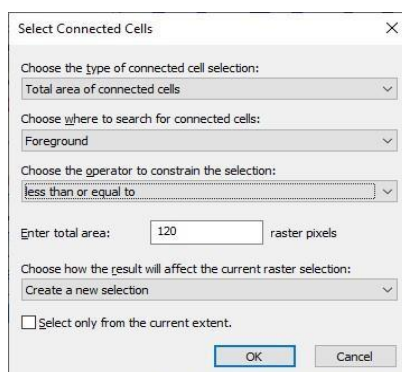 Select Connected Cells
Choose the type of connected cell selection:
Total area of connected cells
Choose where to search for connected cells:
Foreground
Choose the operator to constrain the selection:
less than or equal to
Enter total area: 120 raster pixels
Choose how the result will affect the current raster selection:
Create a new selection
Select only from the current extent.
OK Cancel